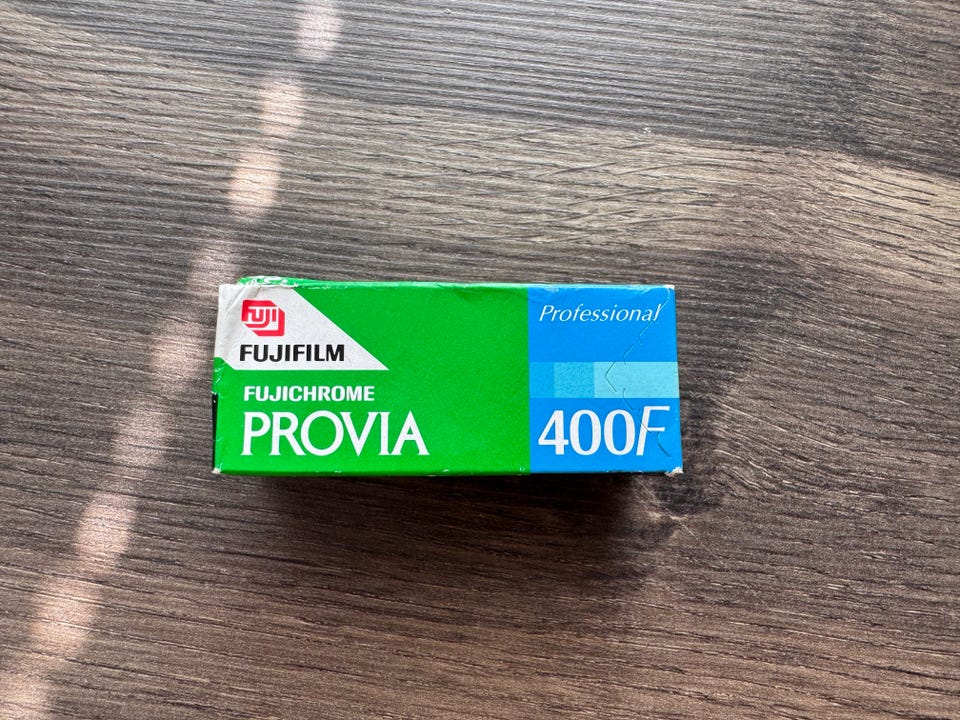 FUJI
FUJIFILM
FUJICHROME
PROVIA
Professional
400F